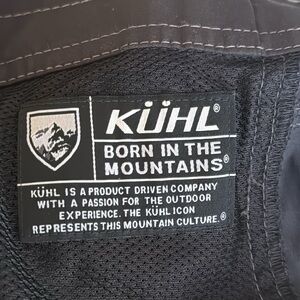 KÜHL®
BORN IN THE
MOUNTAINS®
KÜHL IS A PRODUCT DRIVEN COMPANY
WITH A PASSION FOR THE OUTDOOR
EXPERIENCE. THE KÜHL ICON
REPRESENTS THIS MOUNTAIN CULTURE.®